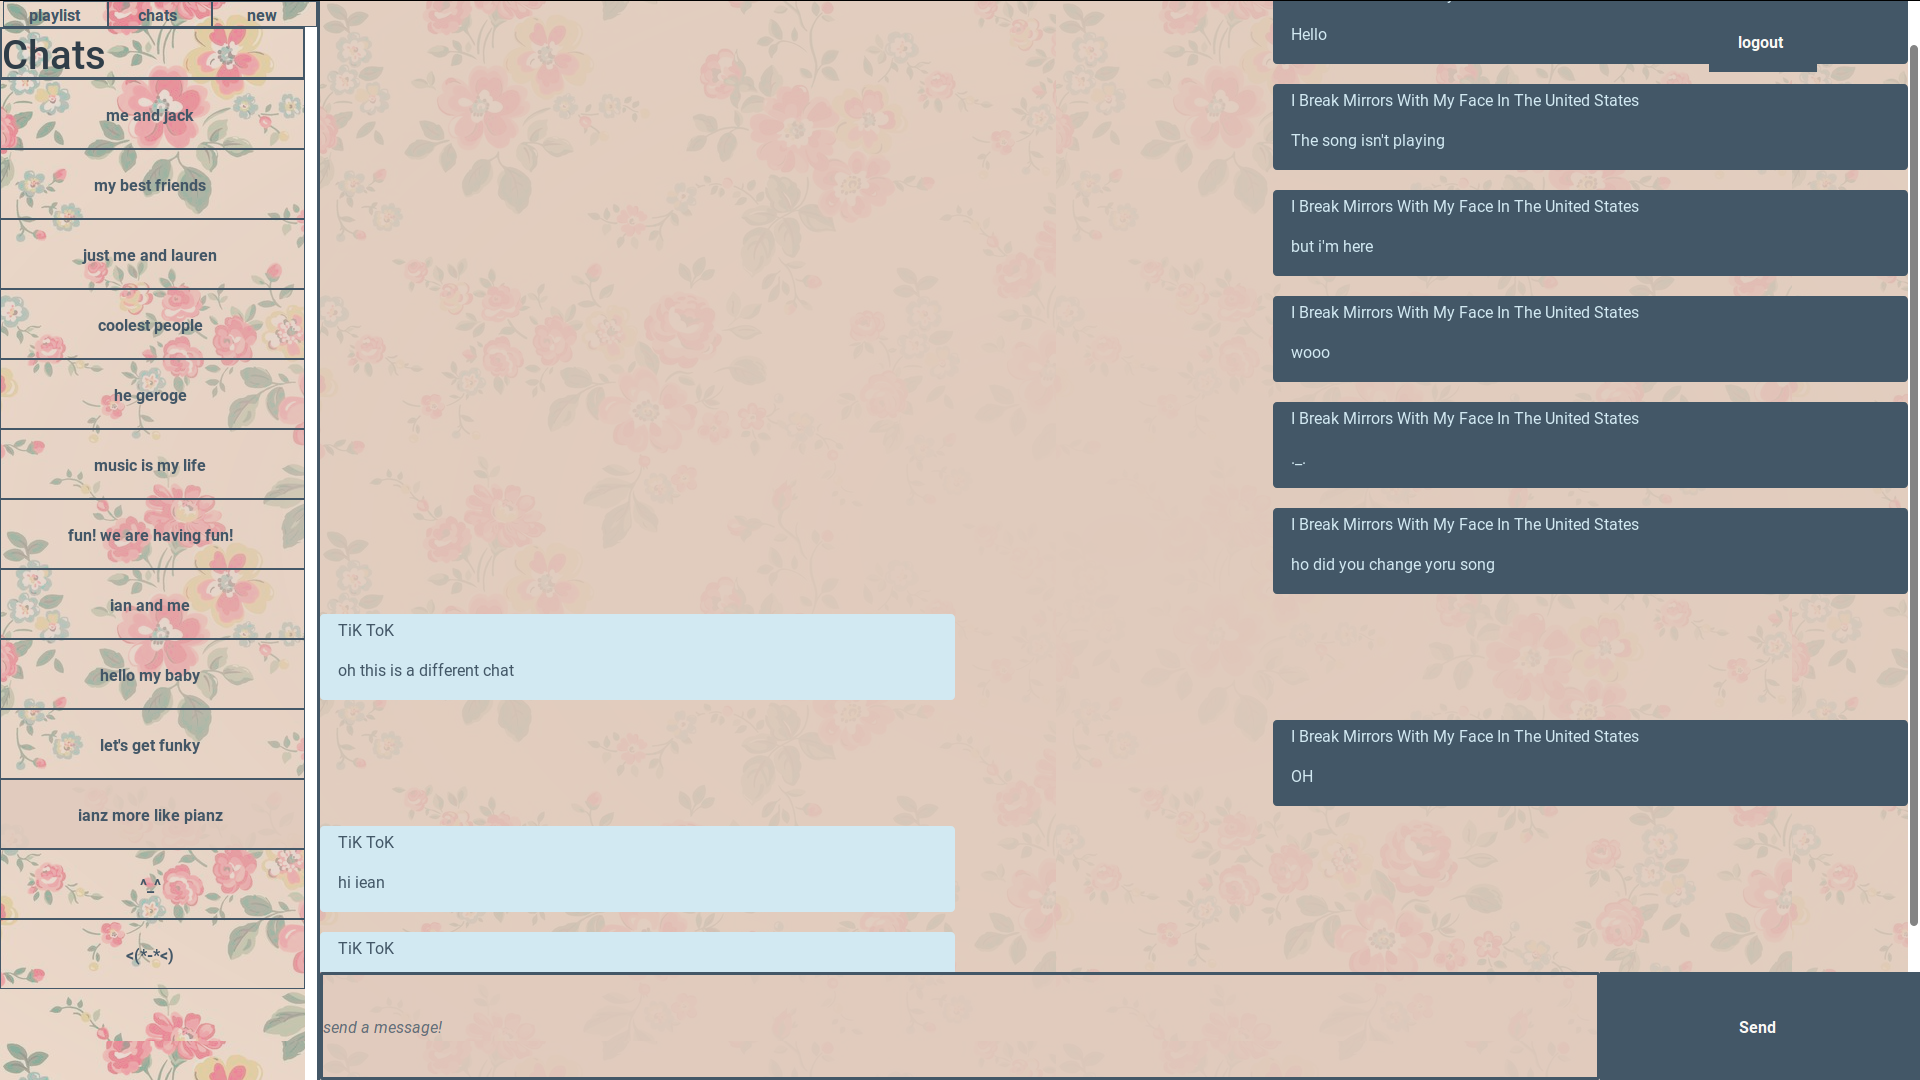 playlist chats new
Chats
me and jack
my best friends
just me and lauren
coolest people
he geroge
music is my life
fun! we are having fun!
ian and me
hello my baby
let's get funky
ianz more like pianz
^_^
<(*-*<)
Hello
logout
I Break Mirrors With My Face In The United States
The song isn't playing
I Break Mirrors With My Face In The United States
but i'm here
I Break Mirrors With My Face In The United States
wooo
I Break Mirrors With My Face In The United States
._.
I Break Mirrors With My Face In The United States
ho did you change yoru song
TiK ToK
oh this is a different chat
I Break Mirrors With My Face In The United States
OH
TiK ToK
hi iean
TiK ToK
send a message!
Send